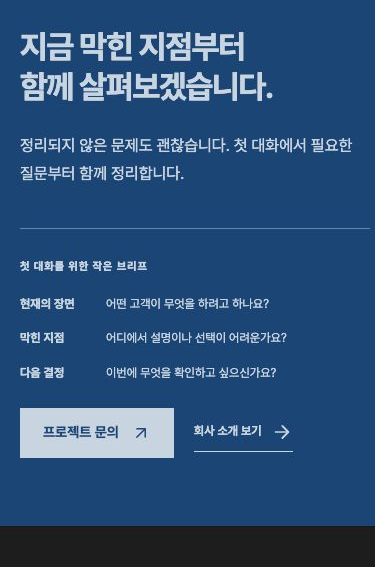 지금 막힌 지점부터
함께 살펴보겠습니다.
정리되지 않은 문제도 괜찮습니다. 첫 대화에서 필요한
질문부터 함께 정리합니다.
첫 대화를 위한 작은 브리프
현재의 장면 어떤 고객이 무엇을 하려고 하나요?
막힌 지점 어디에서 설명이나 선택이 어려운가요?
다음 결정 이번에 무엇을 확인하고 싶으신가요?
프로젝트 문의 회사 소개 보기